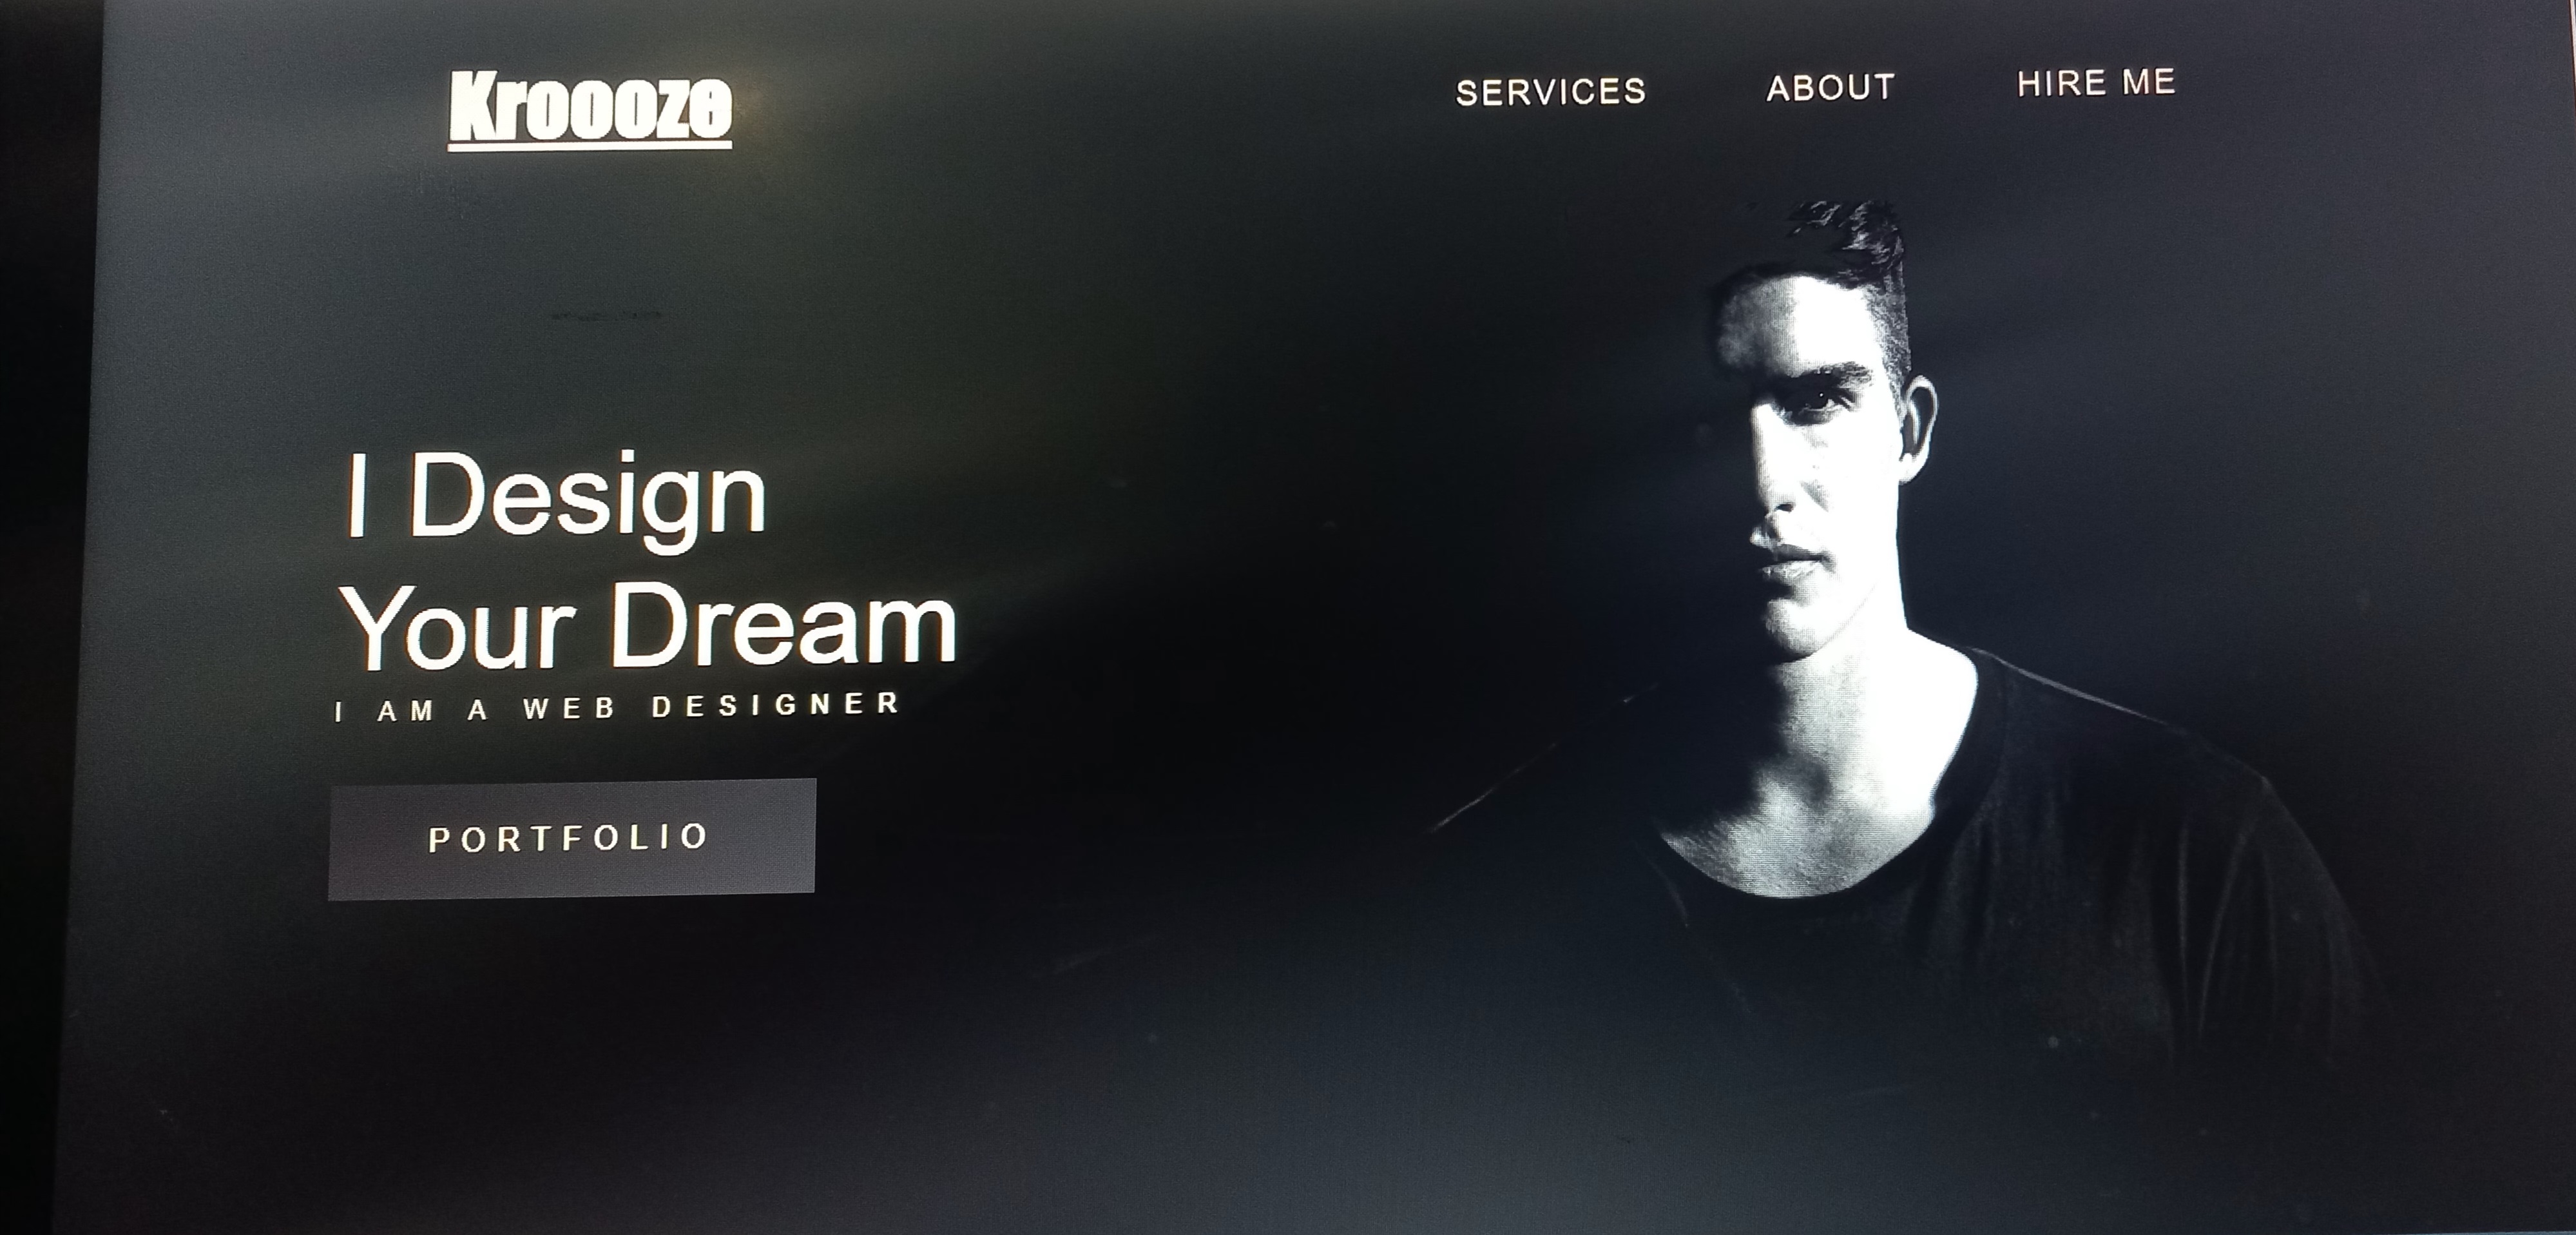 Kroooze
SERVICES ABOUT HIRE ME
I Design
Your Dream
I AM A WEB DESIGNER
PORTFOLIO